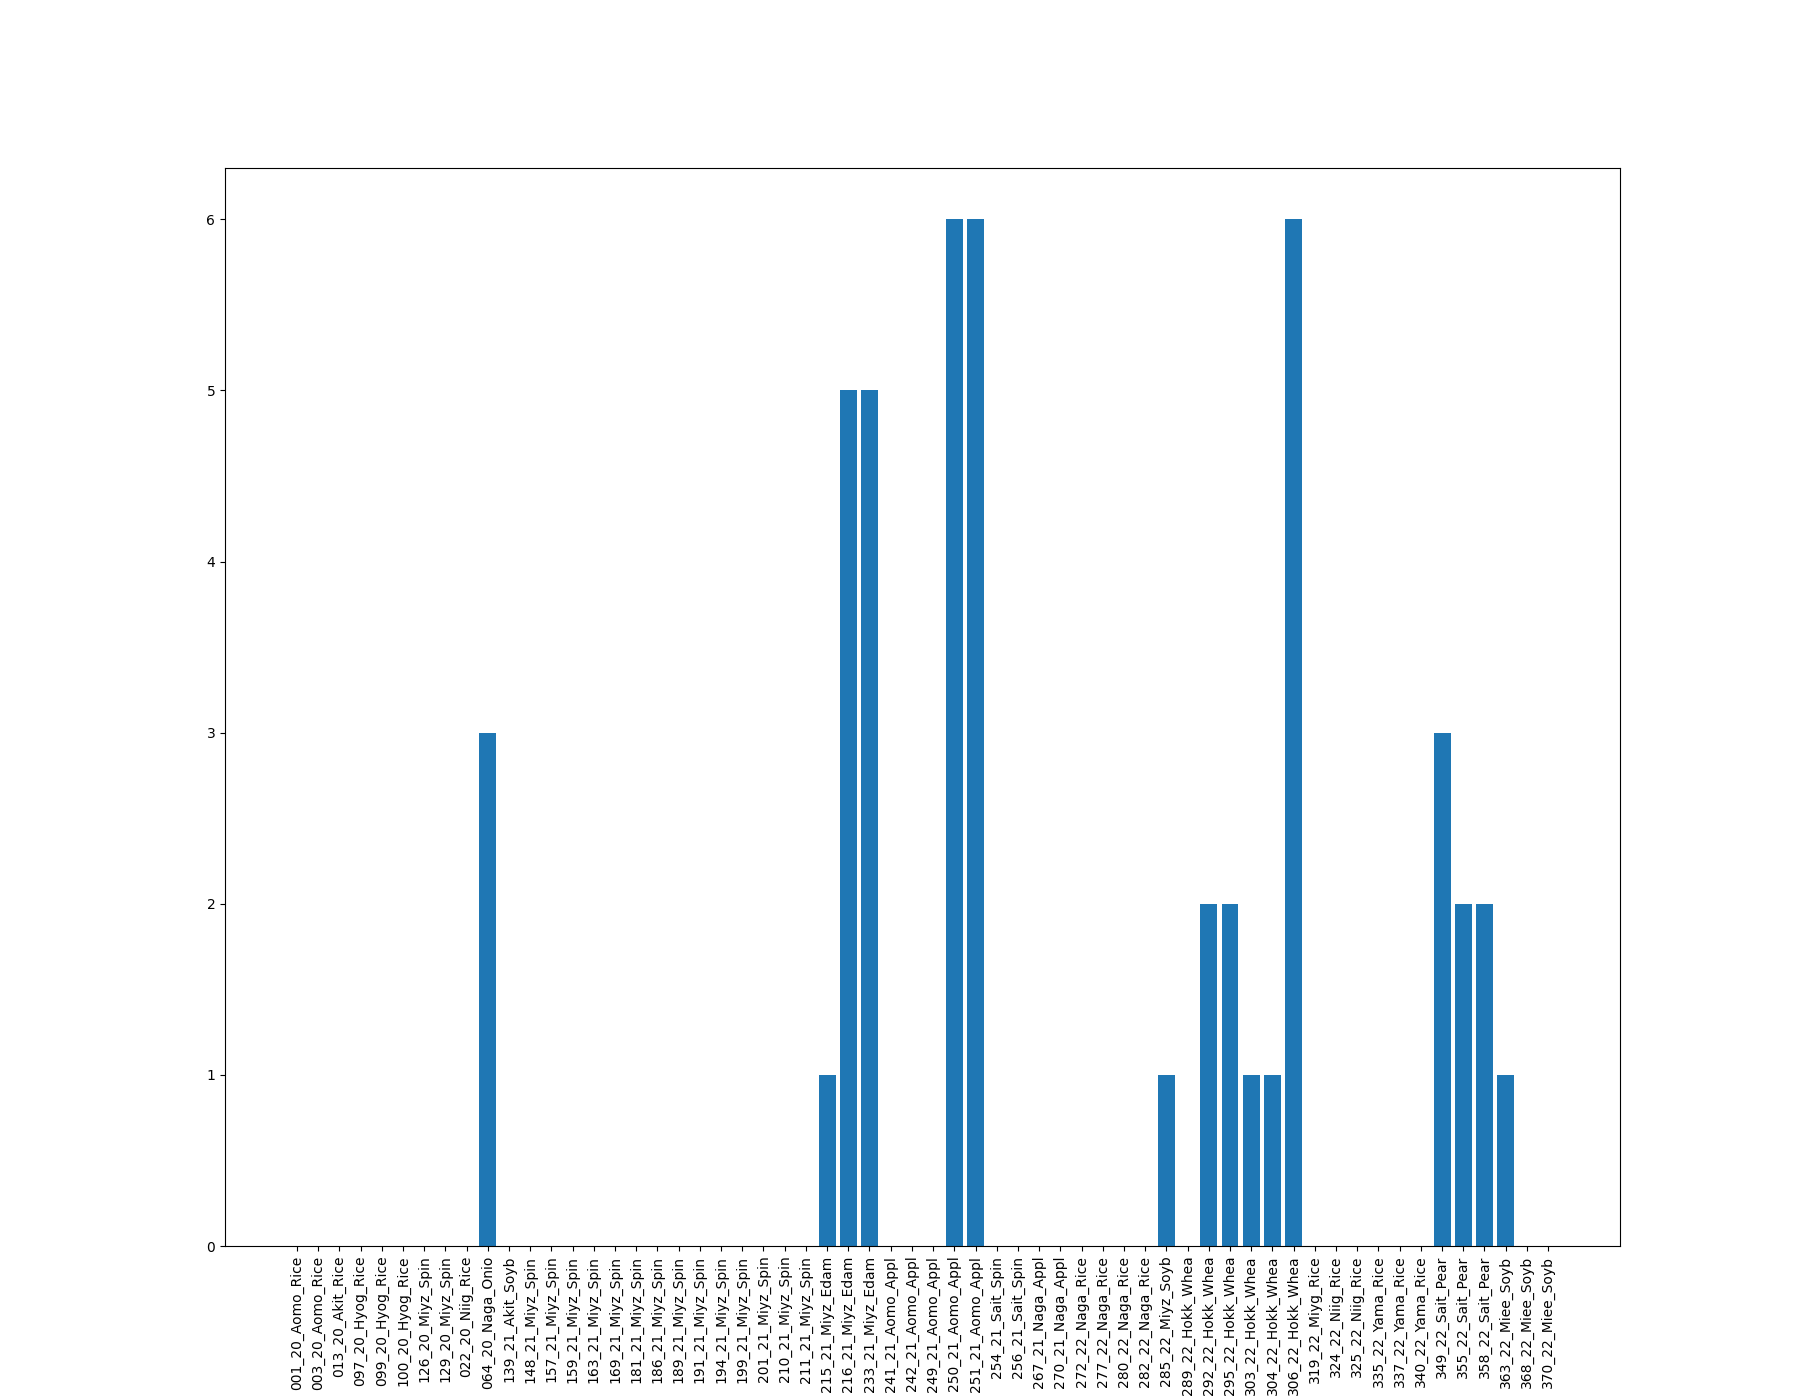 6
5
4
3
2
1
0
001_20_Aomo_Rice
003_20_Aomo_Rice
013_20_Akit_Rice
097_20_Hyog_Rice
099_20_Hyog_Rice
100_20_Hyog_Rice
126_20_Miyz_Spin
129_20_Miyz_Spin
022_20_Niig_Rice
064_20_Naga_Onio
139_21_Akit_Soyb
148_21_Miyz_Spin
157_21_Miyz_Spin
159_21_Miyz_Spin
163_21_Miyz_Spin
169_21_Miyz_Spin
181_21_Miyz_Spin
186_21_Miyz_Spin
189_21_Miyz_Spin
191_21_Miyz_Spin
194_21_Miyz_Spin
199_21_Miyz_Spin
201_21_Miyz_Spin
210_21_Miyz_Spin
211_21_Miyz_Spin
215_21_Miyz_Edam
216_21_Miyz_Edam
233_21_Miyz_Edam
241_21_Aomo_Appl
242_21_Aomo_Appl
249_21_Aomo_Appl
250_21_Aomo_Appl
251_21_Aomo_Appl
254_21_Sait_Spin
256_21_Sait_Spin
267_21_Naga_Appl
270_21_Naga_Appl
272_22_Naga_Rice
277_22_Naga_Rice
280_22_Naga_Rice
282_22_Naga_Rice
285_22_Miyz_Soyb
289_22_Hokk_Whea
292_22_Hokk_Whea
295_22_Hokk_Whea
303_22_Hokk_Whea
304_22_Hokk_Whea
306_22_Hokk_Whea
319_22_Miyg_Rice
324_22_Niig_Rice
325_22_Niig_Rice
335_22_Yama_Rice
337_22_Yama_Rice
340_22_Yama_Rice
349_22_Sait_Pear
355_22_Sait_Pear
358_22_Sait_Pear
363_22_Miee_Soyb
368_22_Miee_Soyb
370_22_Miee_Soyb